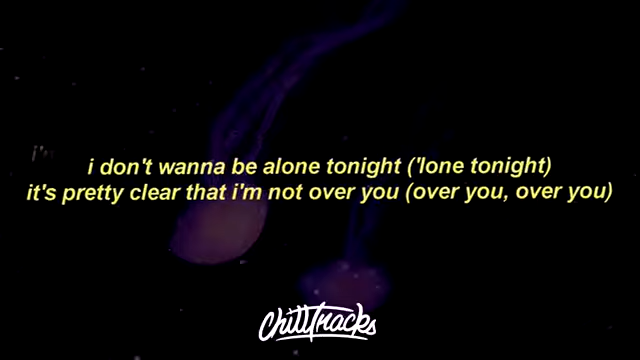 i'm
i don't wanna be alone tonight ('lone tonight)
it's pretty clear that i'm not over you (over you, over you)
ChillTracks